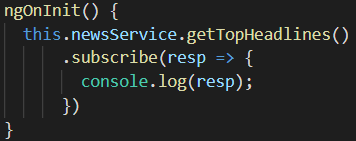 ngOnInit() {
  this.newsService.getTopHeadlines()
      .subscribe(resp => {
        console.log(resp);
      })
}